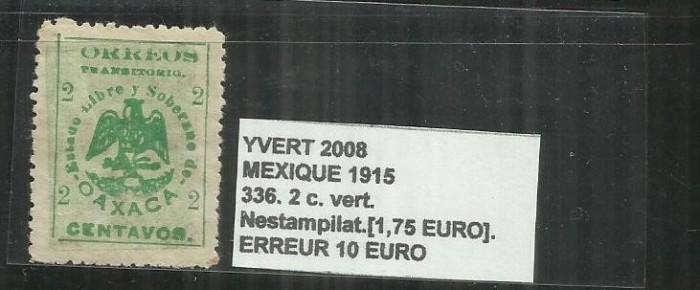 ORREOS
TRANSITORIO.
2 2
Estado Libre y Soberano de
OAXACA
2 2
CENTAVOS.
YVERT 2008
MEXIQUE 1915
336. 2 c. vert.
Nestampilat.[1,75 EURO].
ERREUR 10 EURO